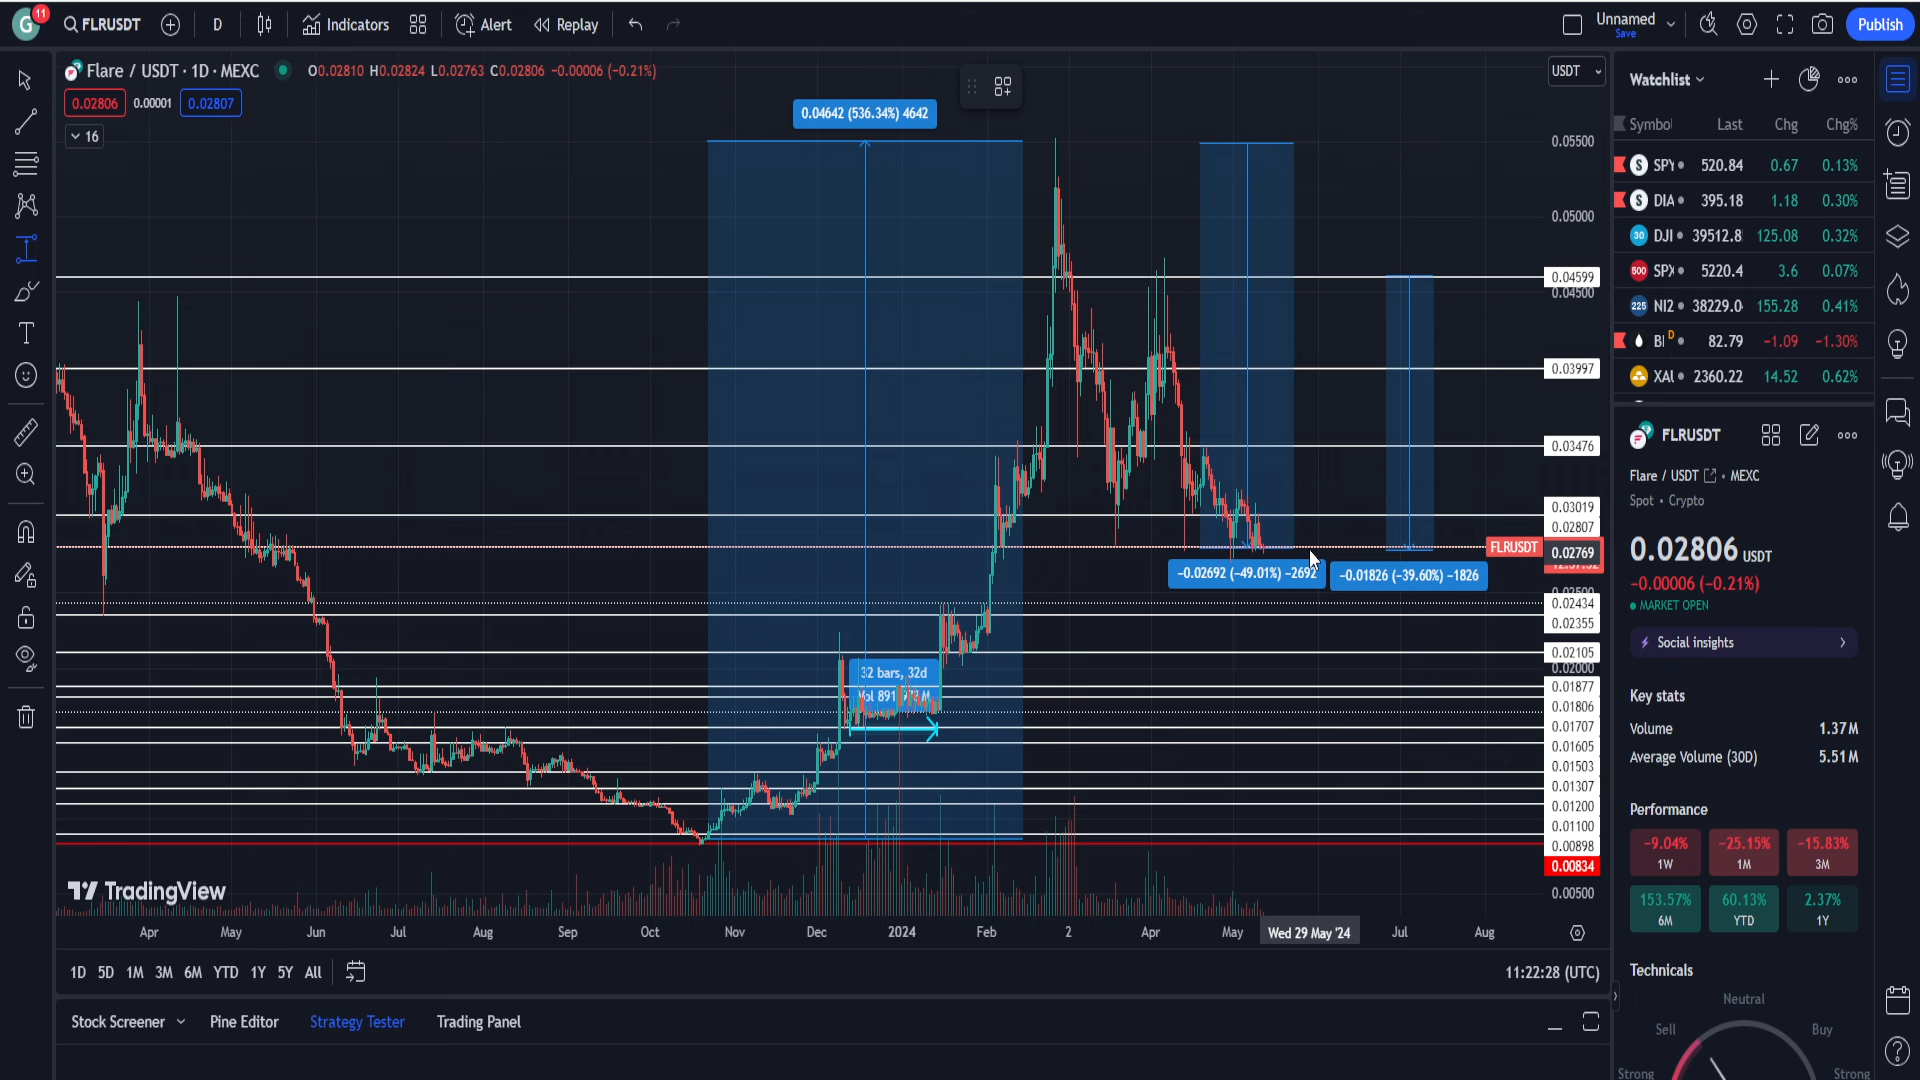 G
11
FLRUSDT
D
Indicators
Alert
Replay
Unnamed
Save
Publish
Flare / USDT · 1D · MEXC
O0.02810 H0.02824 L0.02763 C0.02806 −0.00006 (−0.21%)
0.02806
0.00001
0.02807
16
0.04642 (536.34%) 4642
USDT
0.05500
0.05000
0.04599
0.04500
0.03997
0.03476
0.03019
0.02807
FLRUSDT
0.02769
−0.02692 (−49.01%) −2692
−0.01826 (−39.60%) −1826
0.02434
0.02355
0.02105
0.02000
32 bars, 32d
0.01877
0.01806
0.01707
0.01605
0.01503
0.01307
0.01200
0.01100
0.00898
0.00834
0.00500
TradingView
Apr
May
Jun
Jul
Aug
Sep
Oct
Nov
Dec
2024
Feb
2
Apr
May
Wed 29 May '24
Jul
Aug
1D 5D 1M 3M 6M YTD 1Y 5Y All
11:22:28 (UTC)
Stock Screener
Pine Editor
Strategy Tester
Trading Panel
Watchlist
Symbol Last Chg Chg%
S SPY 520.84 0.67 0.13%
S DIA 395.18 1.18 0.30%
30 DJI 39512.8 125.08 0.32%
500 SPX 5220.4 3.6 0.07%
225 NI2 38229.0 155.28 0.41%
D 82.79 −1.09 −1.30%
XAU 2360.22 14.52 0.62%
FLRUSDT
Flare / USDT • MEXC
Spot • Crypto
0.02806 USDT
−0.00006 (−0.21%)
MARKET OPEN
Social insights
Key stats
Volume 1.37M
Average Volume (30D) 5.51M
Performance
−9.04% −25.15% −15.83%
1W 1M 3M
153.57% 60.13% 2.37%
6M YTD 1Y
Technicals
Neutral
Sell
Buy
Strong
Strong